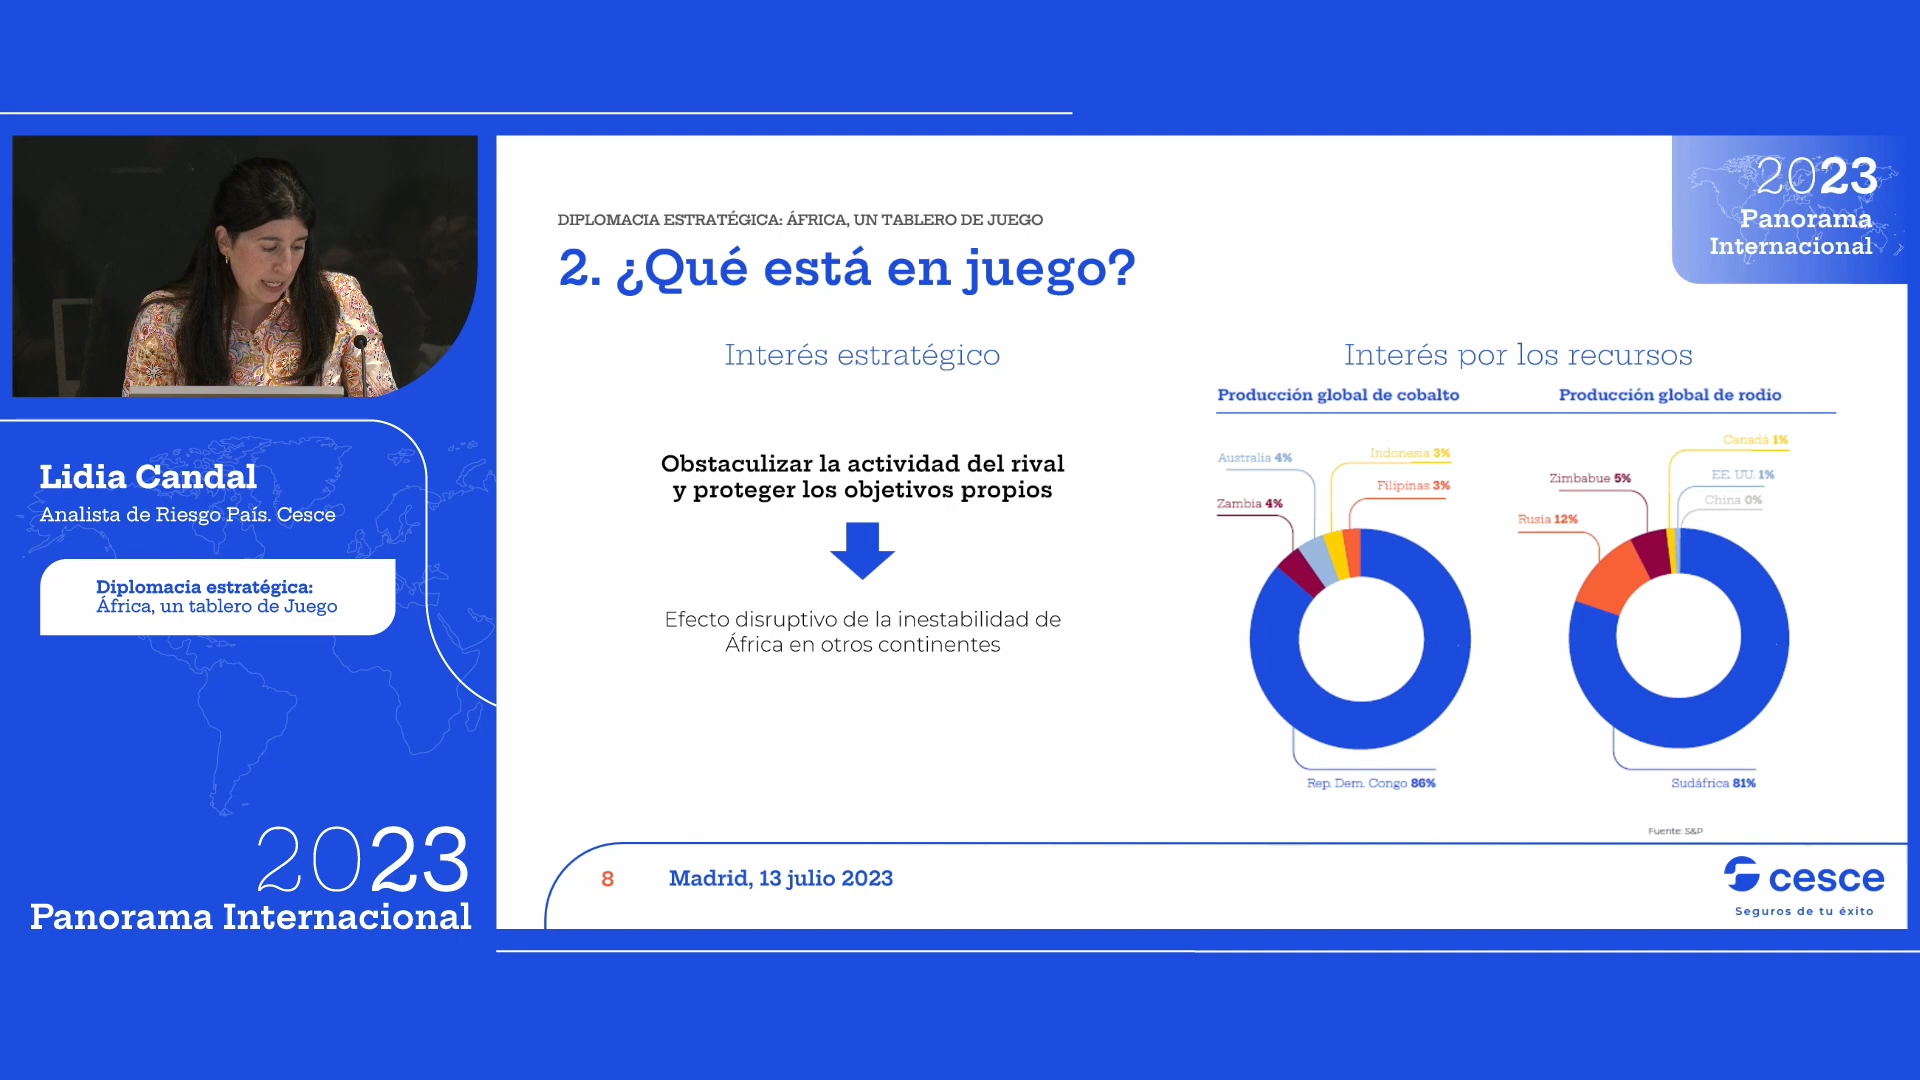 Lidia Candal
Analista de Riesgo País. Cesce
Diplomacia estratégica:
África, un tablero de Juego
2023
Panorama Internacional
DIPLOMACIA ESTRATÉGICA: ÁFRICA, UN TABLERO DE JUEGO
2. ¿Qué está en juego?
2023
Panorama
Internacional
Interés estratégico
Obstaculizar la actividad del rival
y proteger los objetivos propios
Efecto disruptivo de la inestabilidad de
África en otros continentes
Interés por los recursos
Producción global de cobalto
Australia 4%
Indonesia 3%
Zambia 4%
Filipinas 3%
Rep. Dem. Congo 86%
Producción global de rodio
Canadá 1%
Zimbabue 5%
EE. UU. 1%
China 0%
Rusia 12%
Sudáfrica 81%
Fuente: S&P
8
Madrid, 13 julio 2023
cesce
Seguros de tu éxito